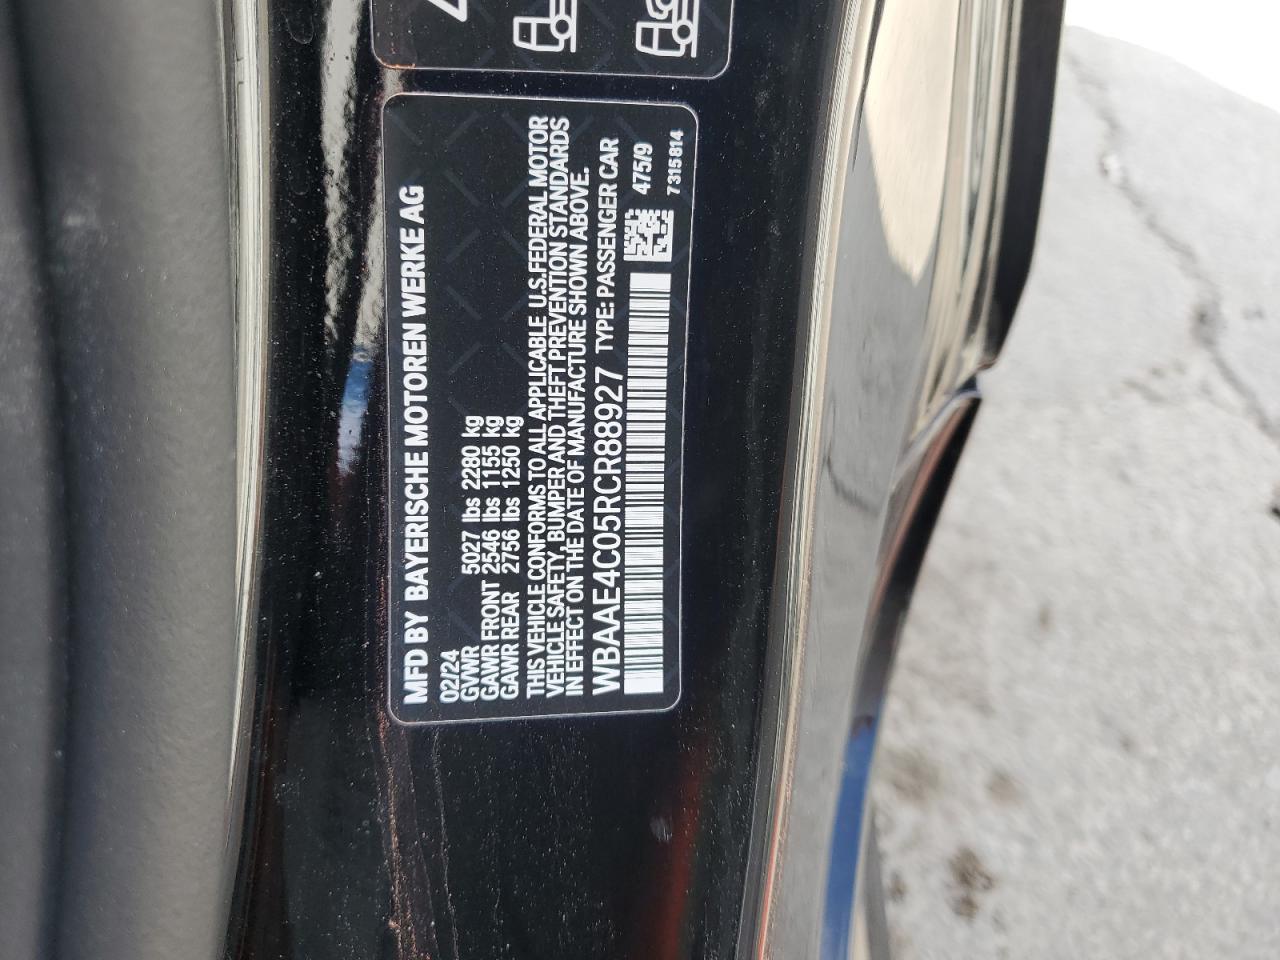 MFD BY BAYERISCHE MOTOREN WERKE AG
02/24
GVWR 5027 lbs 2280 kg
GAWR FRONT 2546 lbs 1155 kg
GAWR REAR 2756 lbs 1250 kg
THIS VEHICLE CONFORMS TO ALL APPLICABLE U.S.FEDERAL MOTOR
VEHICLE SAFETY, BUMPER AND THEFT PREVENTION STANDARDS
IN EFFECT ON THE DATE OF MANUFACTURE SHOWN ABOVE.
WBAAE4C05RCR88927 TYPE: PASSENGER CAR
475/9
7315814